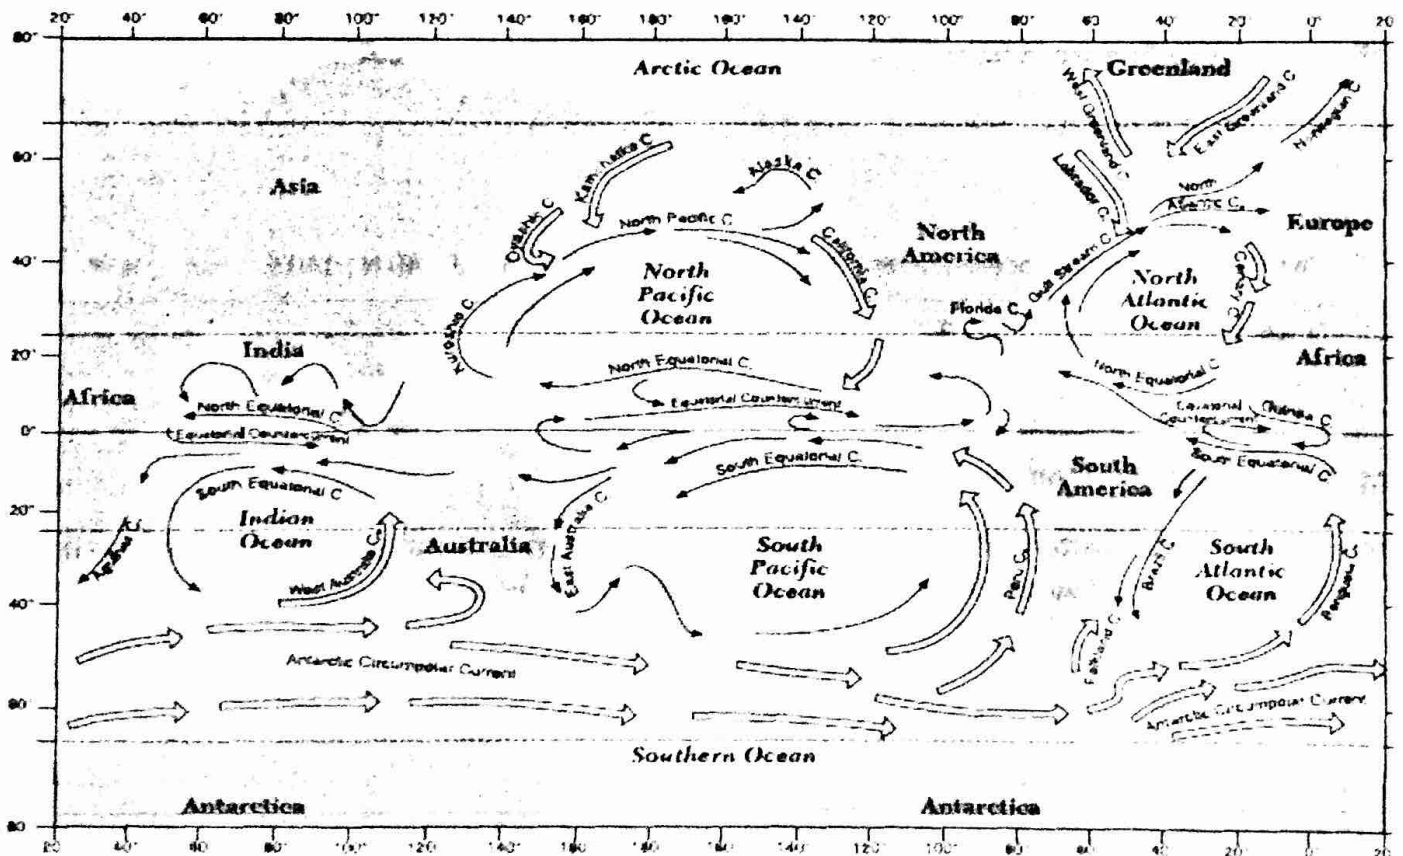 20° 40° 60° 80° 100° 120° 140° 160° 180° 160° 140° 120° 100° 80° 60° 40° 20° 0° 20
80°
Arctic Ocean
Greenland
West Greenland C.
East Greenland C.
Norwegian C.
60°
Asia
Kamchatka C.
Alaska C.
Labrador C.
North
Atlantic C.
Oyashio C.
North Pacific C.
California C.
North
America
Europe
40°
North
Pacific
Ocean
Gulf Stream C.
North
Atlantic
Ocean
Canary C.
Florida C.
Kuroshio C.
20°
India
Africa
North Equatorial C.
North Equatorial C.
Africa
North Equatorial C.
Equatorial Countercurrent
Equatorial
Countercurrent
Guinea C.
0°
Equatorial Countercurrent
South Equatorial C.
South Equatorial C.
South
America
South Equatorial C.
20°
Indian
Ocean
Australia
East Australia C.
West Australia C.
South
Pacific
Ocean
Peru C.
Brazil C.
South
Atlantic
Ocean
40°
Falkland C.
Antarctic Circumpolar Current
Antarctic Circumpolar Current
Southern Ocean
Antarctica
Antarctica
20° 40° 60° 80° 100° 120° 140° 160° 180° 160° 140° 120° 100° 80° 60° 40° 20° 0° 20